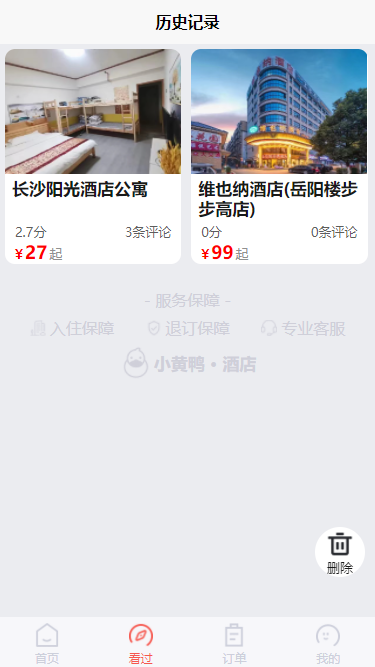 历史记录
长沙阳光酒店公寓
2.7分 3条评论
¥27起
维也纳酒店(岳阳楼步
步高店)
0分 0条评论
¥99起
- 服务保障 -
入住保障 退订保障 专业客服
小黄鸭·酒店
删除
首页 看过 订单 我的